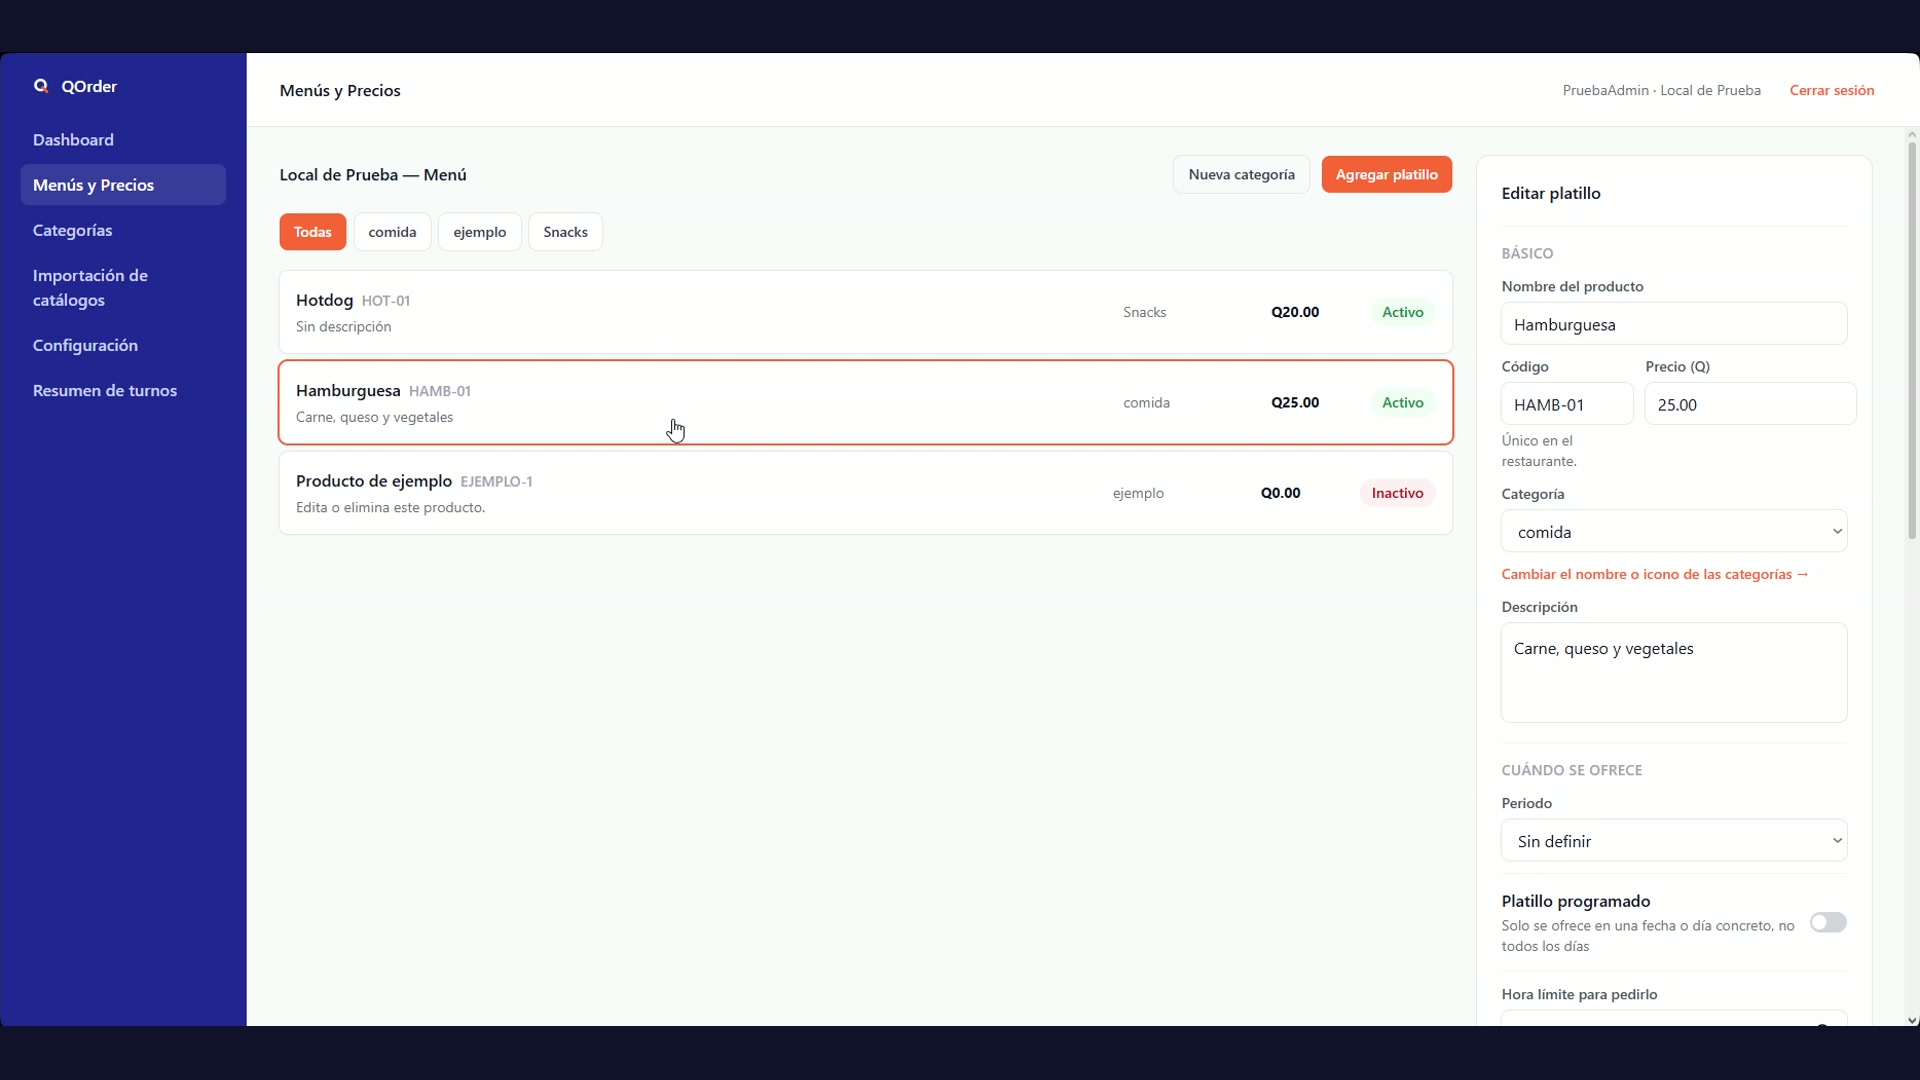 QOrder
Dashboard
Menús y Precios
Categorías
Importación de
catálogos
Configuración
Resumen de turnos
Menús y Precios
PruebaAdmin · Local de Prueba
Cerrar sesión
Local de Prueba — Menú
Nueva categoría
Agregar platillo
Todas
comida
ejemplo
Snacks
Hotdog HOT-01
Sin descripción
Snacks
Q20.00
Activo
Hamburguesa HAMB-01
Carne, queso y vegetales
comida
Q25.00
Activo
Producto de ejemplo EJEMPLO-1
Edita o elimina este producto.
ejemplo
Q0.00
Inactivo
Editar platillo
BÁSICO
Nombre del producto
Hamburguesa
Código
Precio (Q)
HAMB-01
25.00
Único en el
restaurante.
Categoría
comida
Cambiar el nombre o icono de las categorías →
Descripción
Carne, queso y vegetales
CUÁNDO SE OFRECE
Periodo
Sin definir
Platillo programado
Solo se ofrece en una fecha o día concreto, no
todos los días
Hora límite para pedirlo